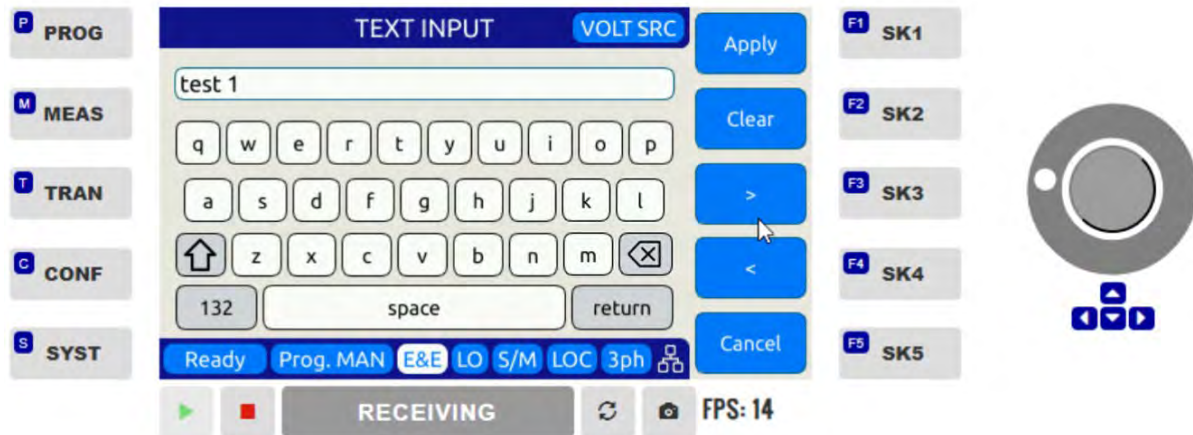 P PROG
M MEAS
T TRAN
C CONF
S SYST
TEXT INPUT VOLT SRC
test 1
q w e r t y u i o p
a s d f g h j k l
z x c v b n m
132 space return
Ready Prog. MAN E&E LO S/M LOC 3ph
Apply
Clear
>
<
Cancel
F1 SK1
F2 SK2
F3 SK3
F4 SK4
F5 SK5
RECEIVING FPS: 14